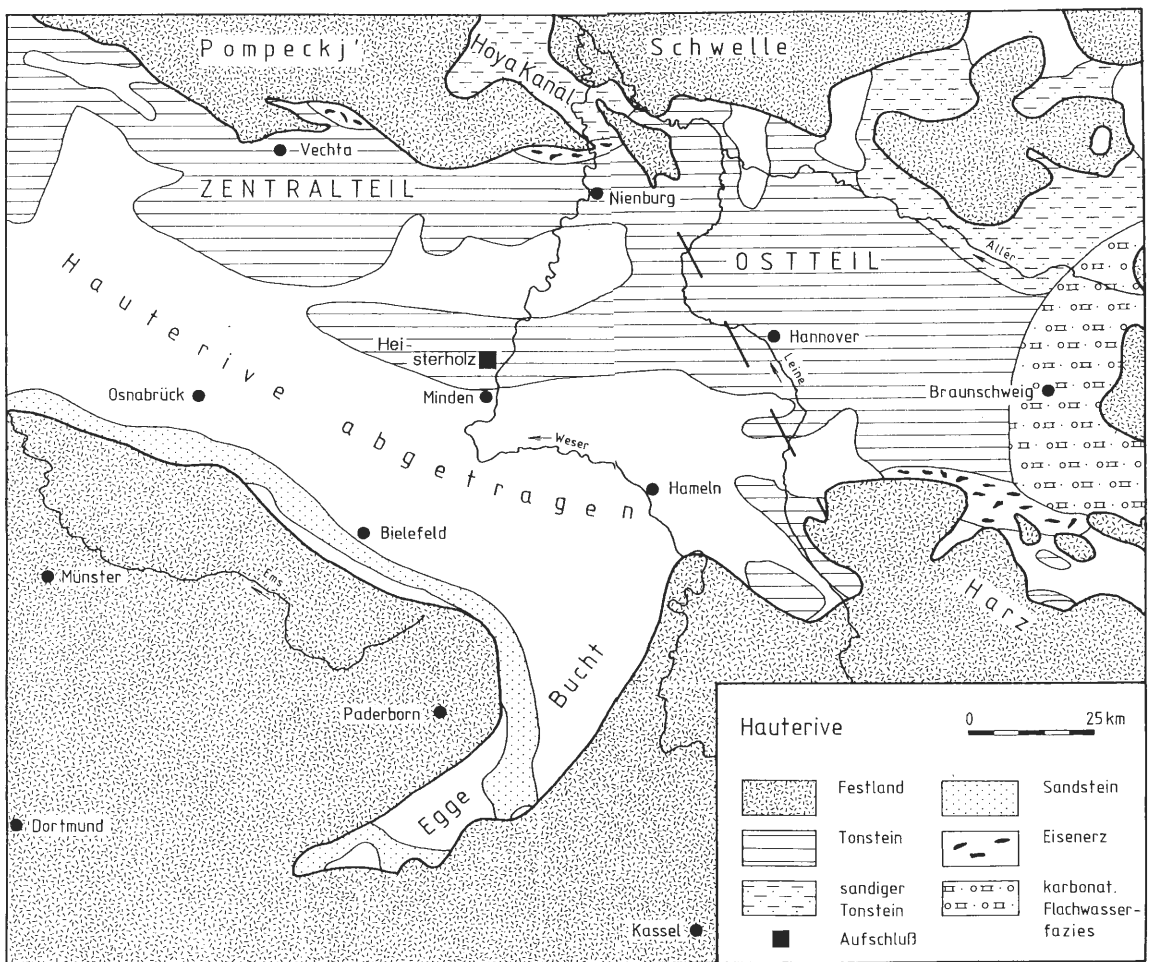 Pompeckj' Schwelle
Hoya Kanal
Vechta
ZENTRALTEIL
Nienburg
Aller
OSTTEIL
Hauterive abgetragen
Hannover
Hei-
sterholz
Leine
Osnabrück
Minden
Braunschweig
Weser
Hameln
Bielefeld
Münster
Ems
Harz
Bucht
Paderborn
Egge
Dortmund
Kassel
Hauterive
0 25 km
Festland
Sandstein
Tonstein
Eisenerz
sandiger
Tonstein
karbonat.
Flachwasser-
fazies
Aufschluß